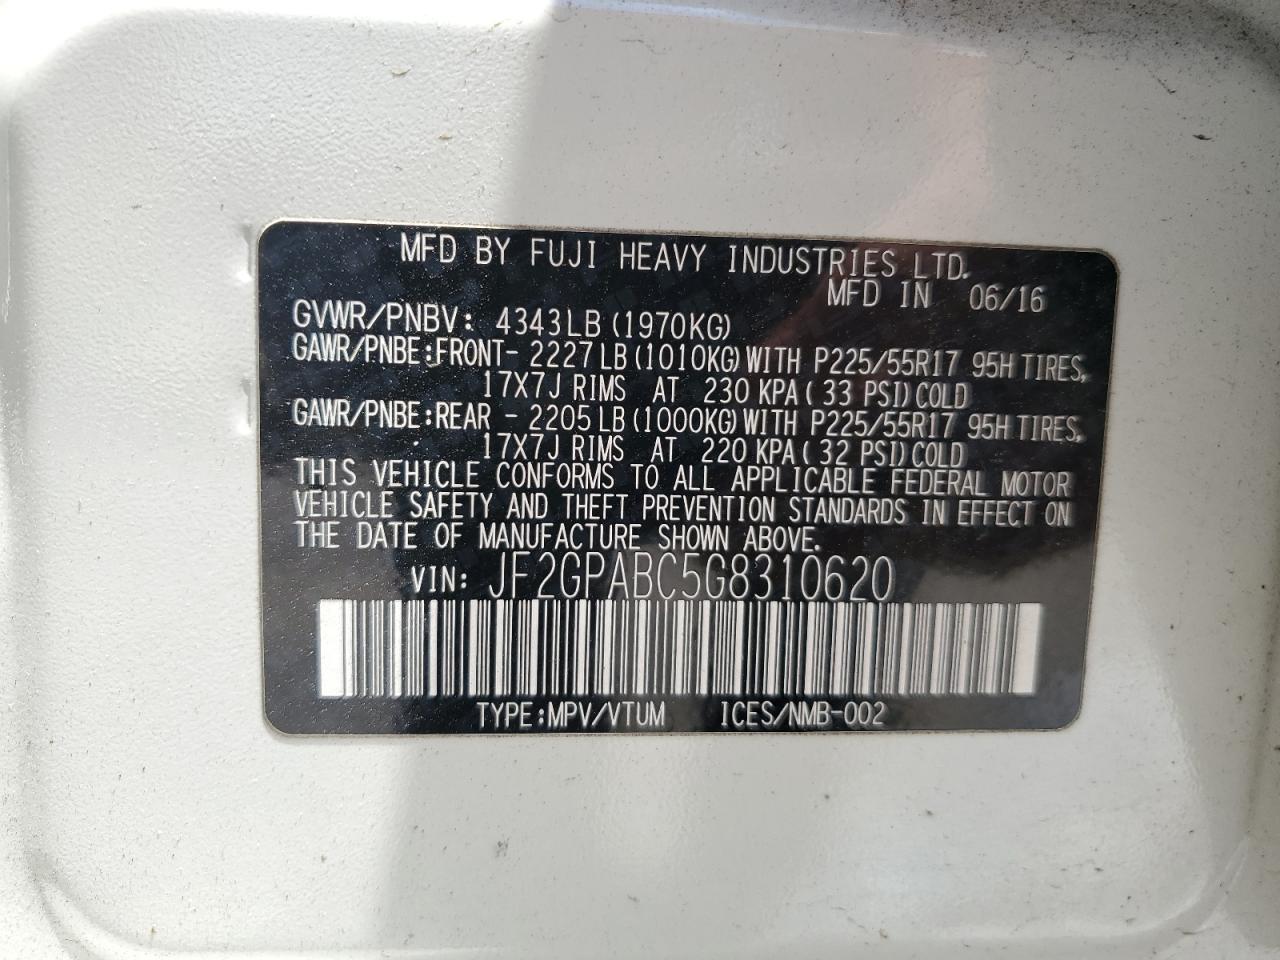 MFD BY FUJI HEAVY INDUSTRIES LTD.
MFD IN 06/16
GVWR/PNBV: 4343LB (1970KG)
GAWR/PNBE:FRONT- 2227LB (1010KG) WITH P225/55R17 95H TIRES,
17X7J RIMS AT 230 KPA ( 33 PSI) COLD
GAWR/PNBE:REAR - 2205LB (1000KG) WITH P225/55R17 95H TIRES,
17X7J RIMS AT 220 KPA ( 32 PSI) COLD
THIS VEHICLE CONFORMS TO ALL APPLICABLE FEDERAL MOTOR
VEHICLE SAFETY AND THEFT PREVENTION STANDARDS IN EFFECT ON
THE DATE OF MANUFACTURE SHOWN ABOVE.
VIN: JF2GPABC5G8310620
TYPE:MPV/VTUM ICES/NMB-002